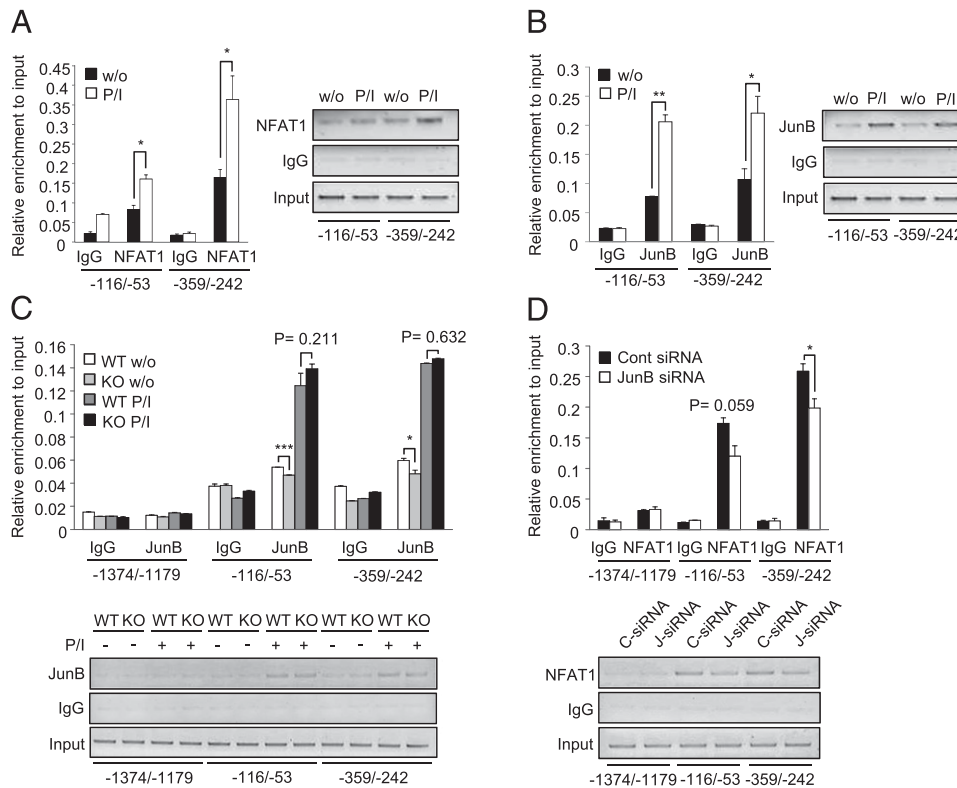 A
Relative enrichment to input
0.45
0.4
0.35
0.3
0.25
0.2
0.15
0.1
0.05
0
w/o
P/I
*
*
IgG NFAT1 IgG NFAT1
-116/-53 -359/-242
w/o P/I w/o P/I
NFAT1
IgG
Input
-116/-53 -359/-242
B
Relative enrichment to input
0.3
0.25
0.2
0.15
0.1
0.05
0
w/o
P/I
**
*
IgG JunB IgG JunB
-116/-53 -359/-242
w/o P/I w/o P/I
JunB
IgG
Input
-116/-53 -359/-242
C
Relative enrichment to input
0.16
0.14
0.12
0.10
0.08
0.06
0.04
0.02
0
WT w/o
KO w/o
WT P/I
KO P/I
P= 0.211
P= 0.632
***
*
IgG JunB IgG JunB IgG JunB
-1374/-1179 -116/-53 -359/-242
WT KO WT KO WT KO WT KO WT KO WT KO
P/I - - + + - - + + - - + +
JunB
IgG
Input
-1374/-1179 -116/-53 -359/-242
D
Relative enrichment to input
0.3
0.25
0.2
0.15
0.1
0.05
0
Cont siRNA
JunB siRNA
P= 0.059
*
IgG NFAT1 IgG NFAT1 IgG NFAT1
-1374/-1179 -116/-53 -359/-242
C-siRNA J-siRNA C-siRNA J-siRNA C-siRNA J-siRNA
NFAT1
IgG
Input
-1374/-1179 -116/-53 -359/-242